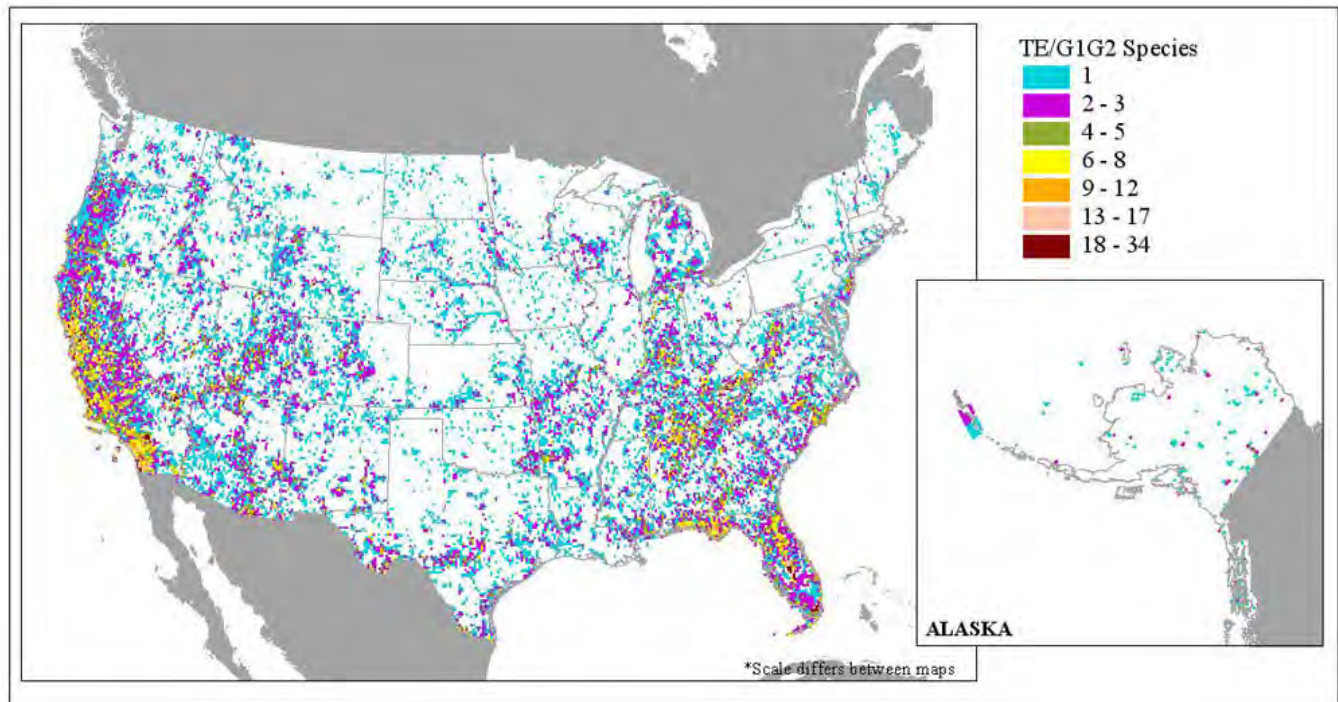 TE/G1G2 Species
1
2 - 3
4 - 5
6 - 8
9 - 12
13 - 17
18 - 34
ALASKA
*Scale differs between maps